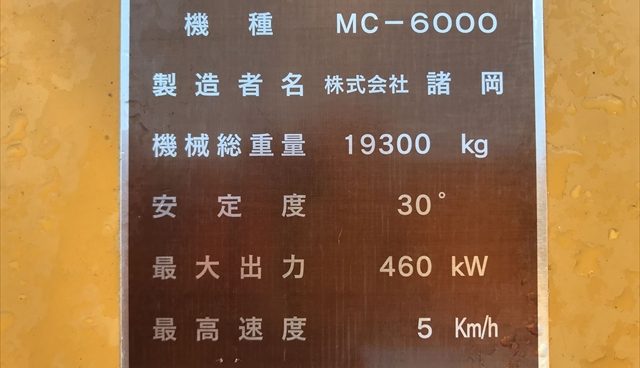 機種 MC-6000
製造者名 株式会社 諸岡
機械総重量 19300 kg
安定度 30°
最大出力 460 kW
最高速度 5 Km/h